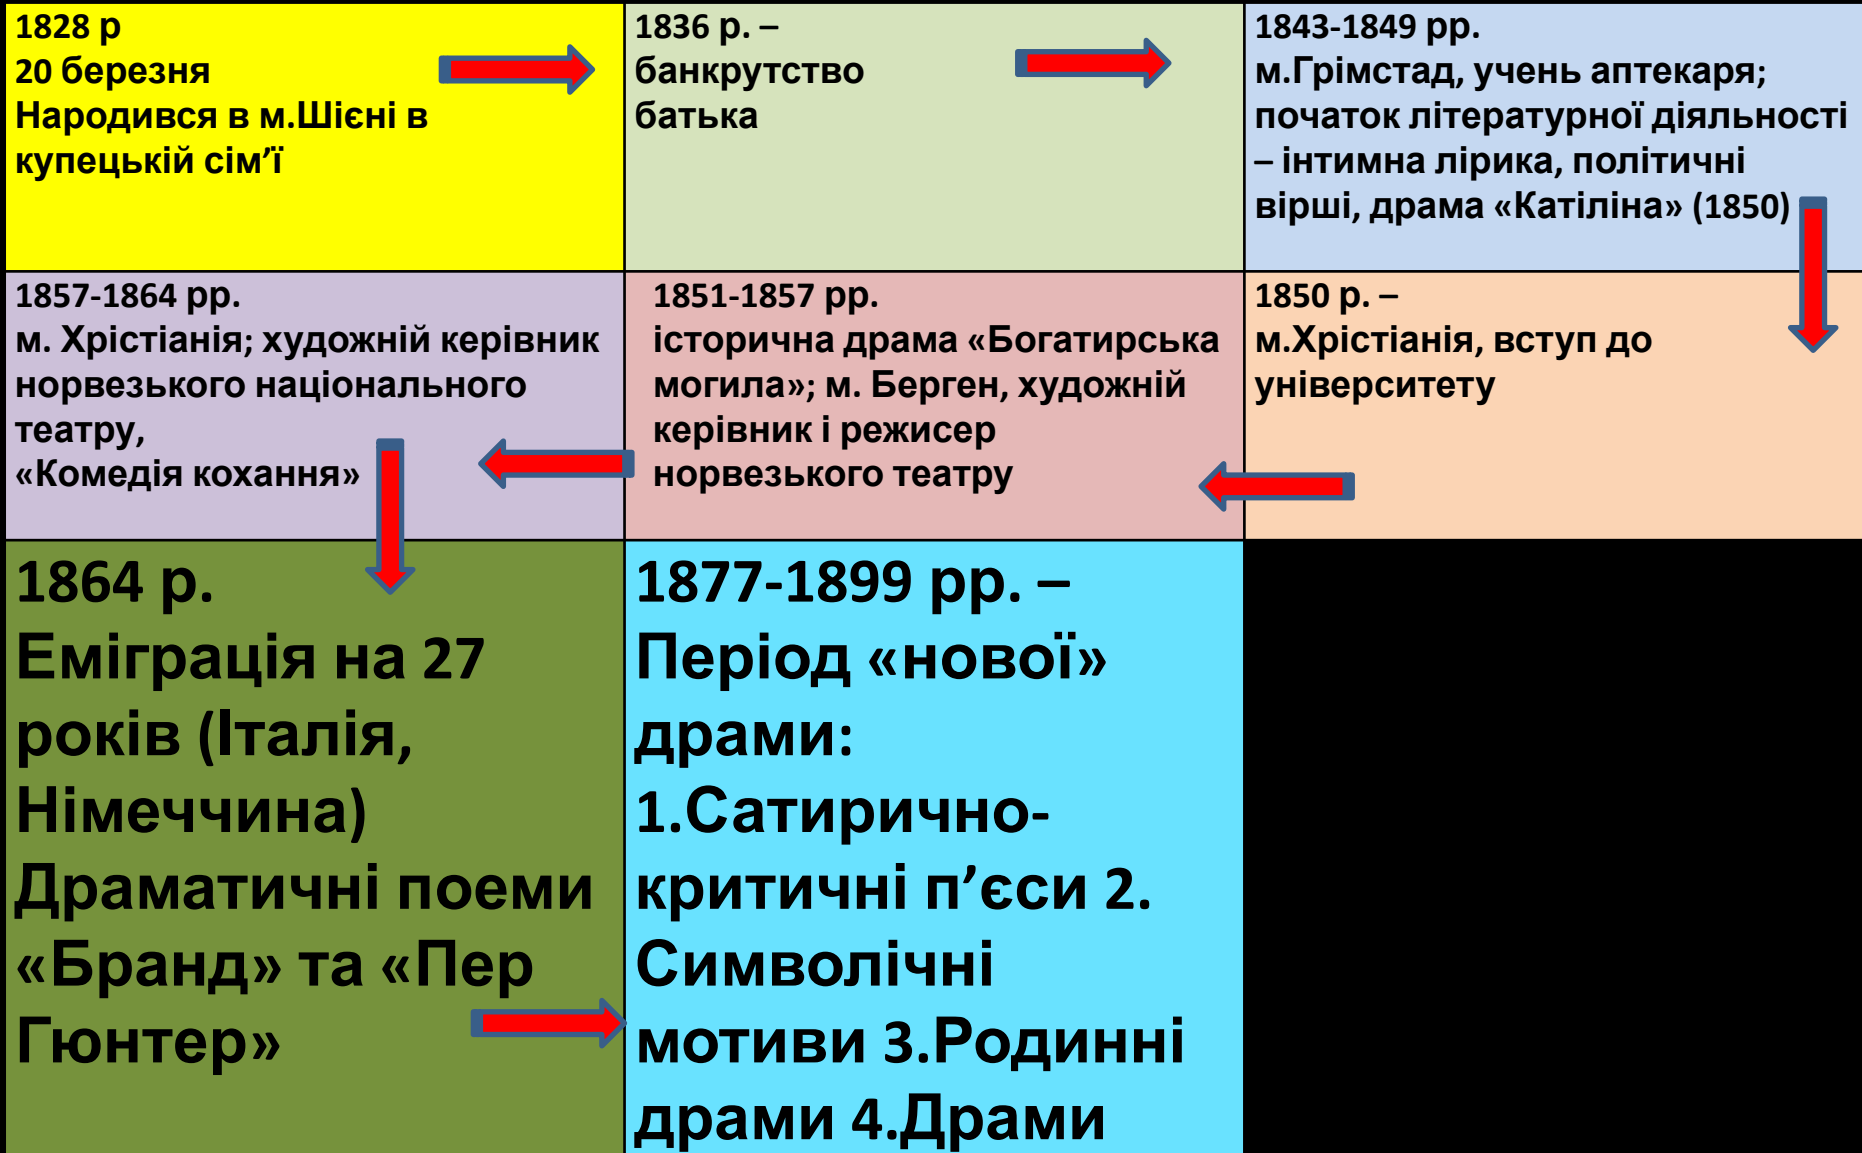 1828 р
20 березня
Народився в м.Шієні в
купецькій сім’ї
1836 р. –
банкрутство
батька
1843-1849 рр.
м.Грімстад, учень аптекаря;
початок літературної діяльності
– інтимна лірика, політичні
вірші, драма «Катіліна» (1850)
1850 р. –
м.Хрістіанія, вступ до
університету
1851-1857 рр.
історична драма «Богатирська
могила»; м. Берген, художній
керівник і режисер
норвезького театру
1857-1864 рр.
м. Хрістіанія; художній керівник
норвезького національного
театру,
«Комедія кохання»
1864 р.
Еміграція на 27
років (Італія,
Німеччина)
Драматичні поеми
«Бранд» та «Пер
Гюнтер»
1877-1899 рр. –
Період «нової»
драми:
1.Сатирично-
критичні п’єси 2.
Символічні
мотиви 3.Родинні
драми 4.Драми